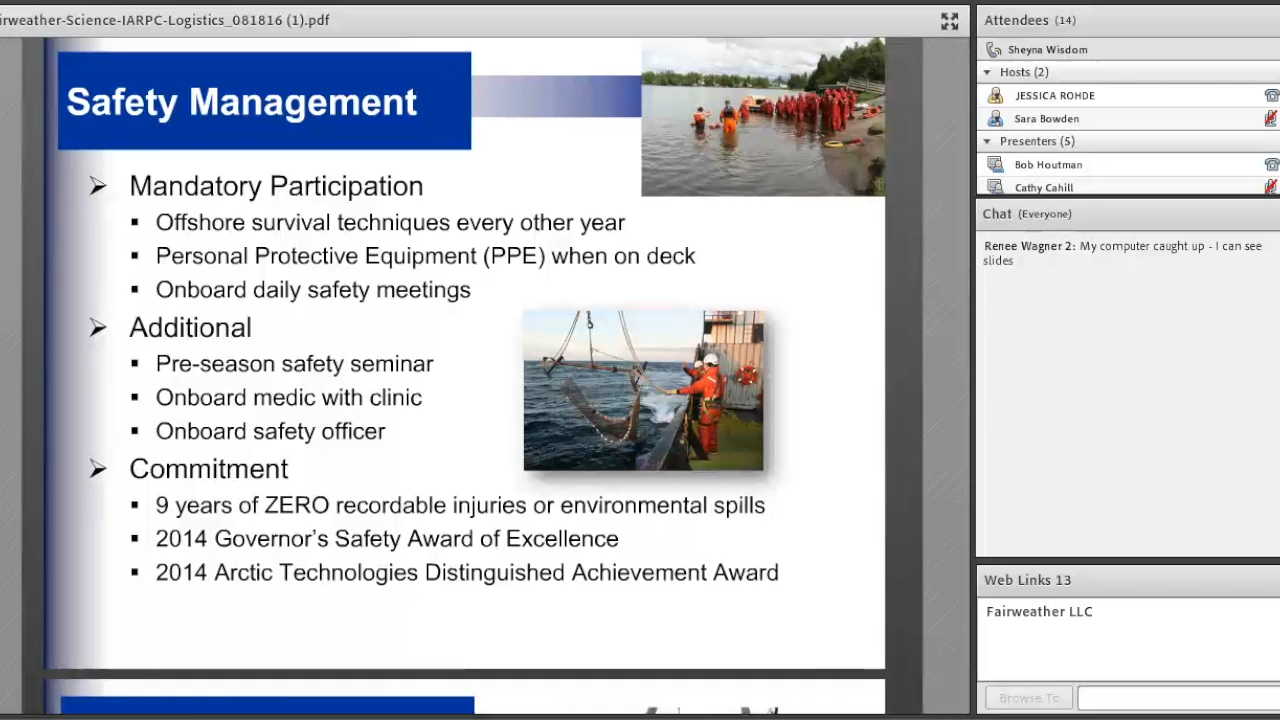 irweather-Science-IARPC-Logistics_081816 (1).pdf
Safety Management
Mandatory Participation
Offshore survival techniques every other year
Personal Protective Equipment (PPE) when on deck
Onboard daily safety meetings
Additional
Pre-season safety seminar
Onboard medic with clinic
Onboard safety officer
Commitment
9 years of ZERO recordable injuries or environmental spills
2014 Governor’s Safety Award of Excellence
2014 Arctic Technologies Distinguished Achievement Award
Attendees (14)
Sheyna Wisdom
Hosts (2)
JESSICA ROHDE
Sara Bowden
Presenters (5)
Bob Houtman
Cathy Cahill
Chat (Everyone)
Renee Wagner 2: My computer caught up - I can see
slides
Web Links 13
Fairweather LLC
Browse To